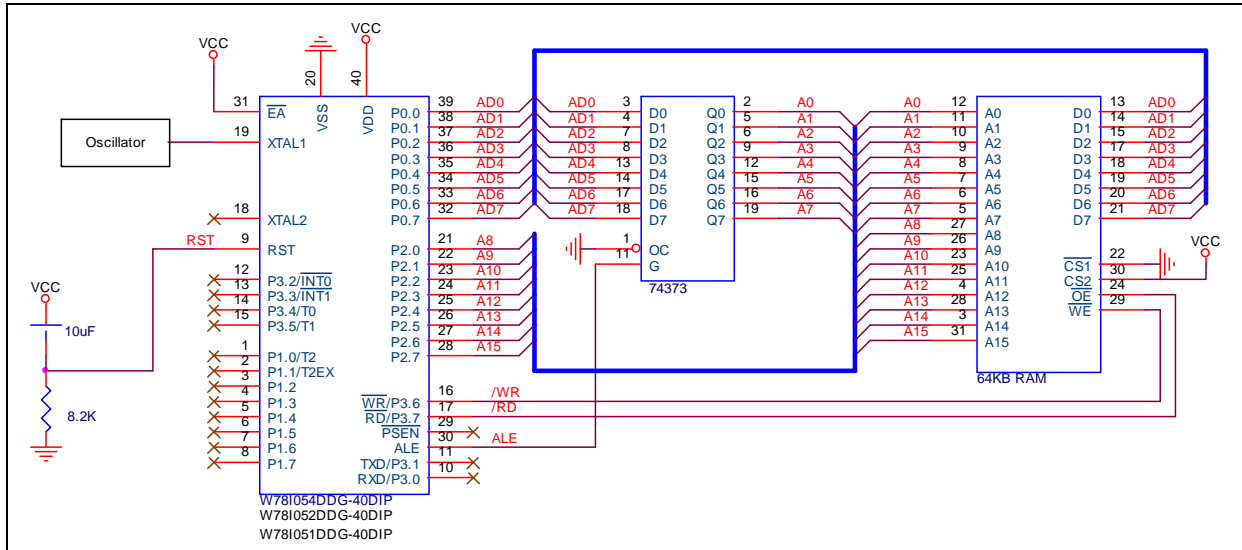 VCC
VCC
20
40
31
EA
VSS
VDD
Oscillator
19
XTAL1
18
XTAL2
RST
9
RST
12
P3.2/INT0
13
P3.3/INT1
14
P3.4/T0
15
P3.5/T1
VCC
10uF
8.2K
1
P1.0/T2
2
P1.1/T2EX
3
P1.2
4
P1.3
5
P1.4
6
P1.5
7
P1.6
8
P1.7
P0.0 39 AD0
P0.1 38 AD1
P0.2 37 AD2
P0.3 36 AD3
P0.4 35 AD4
P0.5 34 AD5
P0.6 33 AD6
P0.7 32 AD7
P2.0 21 A8
P2.1 22 A9
P2.2 23 A10
P2.3 24 A11
P2.4 25 A12
P2.5 26 A13
P2.6 27 A14
P2.7 28 A15
WR/P3.6 16 /WR
RD/P3.7 17 /RD
PSEN 29
ALE 30 ALE
TXD/P3.1 11
RXD/P3.0 10
W78I054DDG-40DIP
W78I052DDG-40DIP
W78I051DDG-40DIP
AD0 3 D0 Q0 2 A0
AD1 4 D1 Q1 5 A1
AD2 7 D2 Q2 6 A2
AD3 8 D3 Q3 9 A3
AD4 13 D4 Q4 12 A4
AD5 14 D5 Q5 15 A5
AD6 17 D6 Q6 16 A6
AD7 18 D7 Q7 19 A7
1 OC
11 G
74373
A0 12 A0 D0 13 AD0
A1 11 A1 D1 14 AD1
A2 10 A2 D2 15 AD2
A3 9 A3 D3 17 AD3
A4 8 A4 D4 18 AD4
A5 7 A5 D5 19 AD5
A6 6 A6 D6 20 AD6
A7 5 A7 D7 21 AD7
A8 27 A8
A9 26 A9
A10 23 A10
A11 25 A11
A12 4 A12
A13 28 A13
A14 3 A14
A15 31 A15
VCC
CS1 22
CS2 30
OE 24
WE 29
64KB RAM